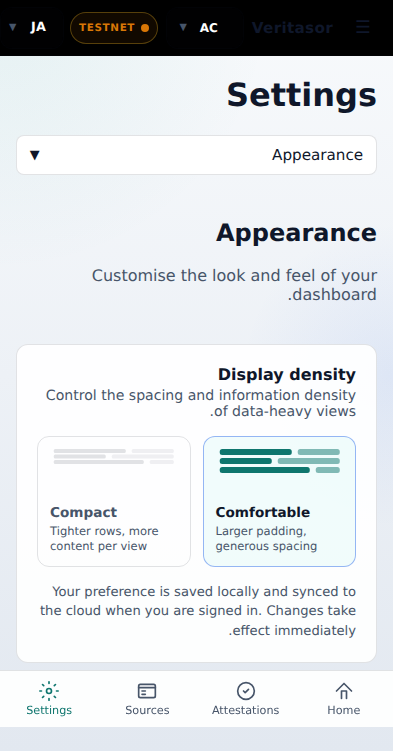 ☰ Veritasor AC ▼ TESTNET JA ▼
Settings
Appearance ▼
Appearance
Customise the look and feel of your
dashboard.
Display density
Control the spacing and information density
of data-heavy views.
Comfortable
Larger padding,
generous spacing
Compact
Tighter rows, more
content per view
Your preference is saved locally and synced to
the cloud when you are signed in. Changes take
effect immediately.
Home Attestations Sources Settings